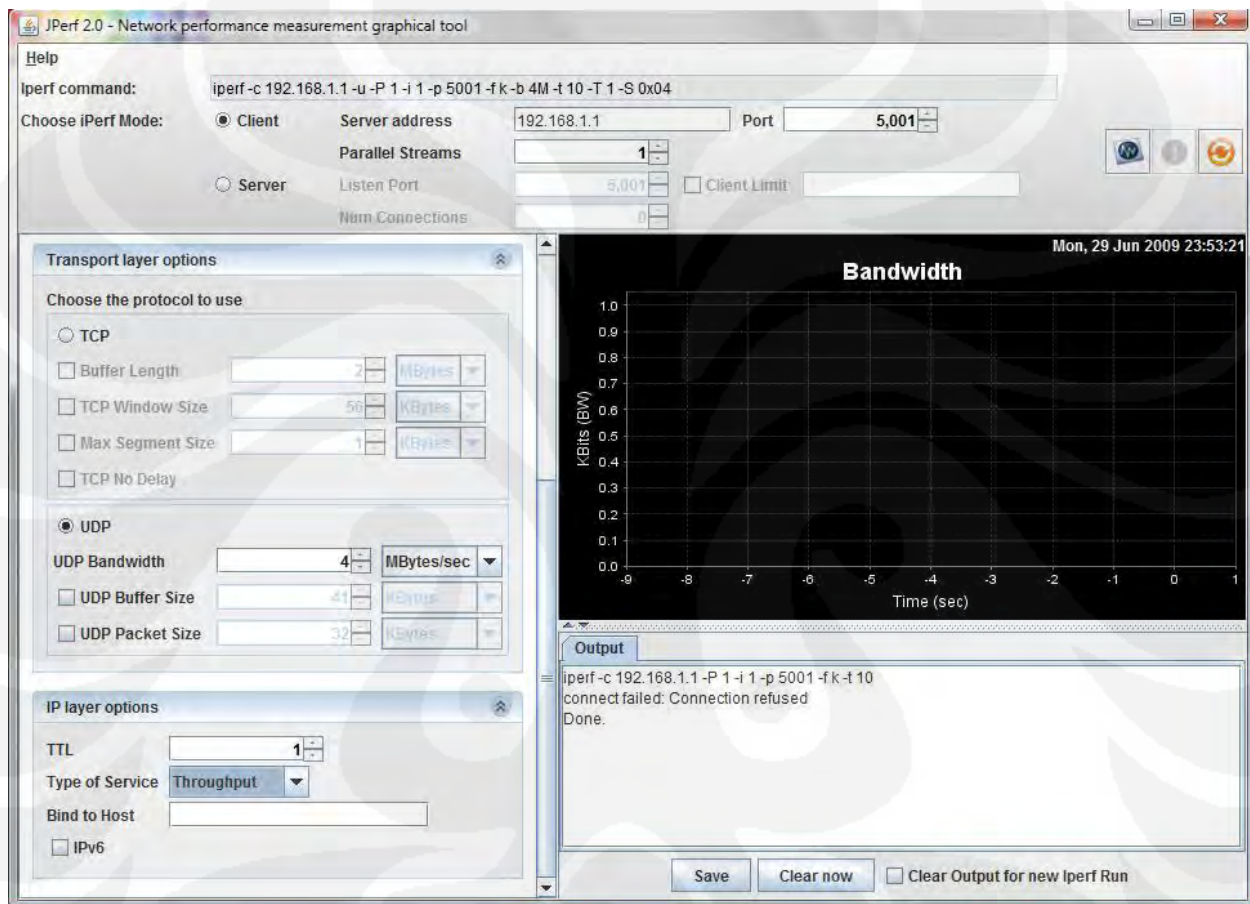 JPerf 2.0 - Network performance measurement graphical tool
Help
Iperf command: iperf -c 192.168.1.1 -u -P 1 -i 1 -p 5001 -f k -b 4M -t 10 -T 1 -S 0x04
Choose iPerf Mode: Client Server address 192.168.1.1 Port 5,001
Parallel Streams 1
Server Listen Port 5,001 Client Limit
Num Connections 0
Transport layer options
Choose the protocol to use
TCP
Buffer Length 2 MBytes
TCP Window Size 56 KBytes
Max Segment Size 1 KBytes
TCP No Delay
UDP
UDP Bandwidth 4 MBytes/sec
UDP Buffer Size 41 KBytes
UDP Packet Size 32 KBytes
IP layer options
TTL 1
Type of Service Throughput
Bind to Host
IPv6
Mon, 29 Jun 2009 23:53:21
Bandwidth
KBits (BW)
1.0
0.9
0.8
0.7
0.6
0.5
0.4
0.3
0.2
0.1
0.0
-9 -8 -7 -6 -5 -4 -3 -2 -1 0 1
Time (sec)
Output
iperf -c 192.168.1.1 -P 1 -i 1 -p 5001 -f k -t 10
connect failed: Connection refused
Done.
Save Clear now Clear Output for new Iperf Run